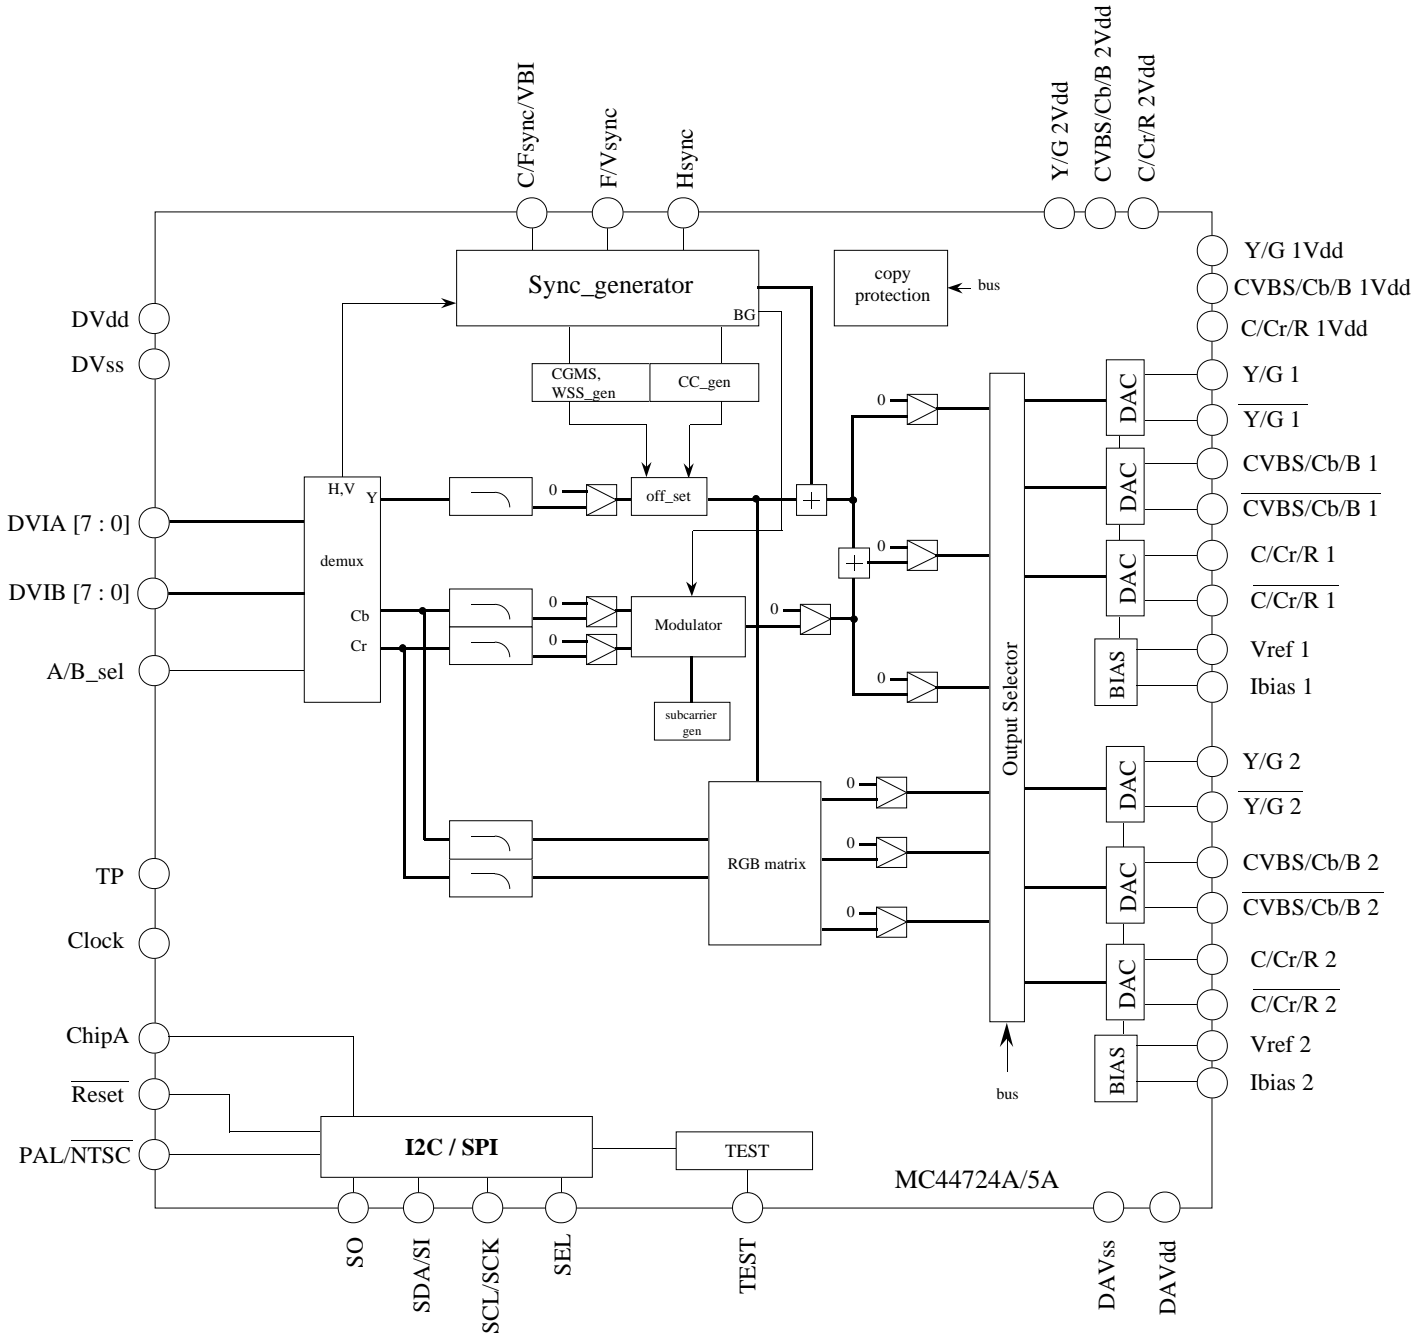 C/Fsync/VBI
F/Vsync
Hsync
Y/G 2Vdd
CVBS/Cb/B 2Vdd
C/Cr/R 2Vdd
Y/G 1Vdd
CVBS/Cb/B 1Vdd
C/Cr/R 1Vdd
Sync_generator
BG
copy
protection
bus
DVdd
DVss
CGMS,
WSS_gen
CC_gen
DAC
Y/G 1
Y/G 1
0
DAC
CVBS/Cb/B 1
CVBS/Cb/B 1
H,V
Y
0
off_set
+
DVIA [7 : 0]
demux
0
+
DAC
C/Cr/R 1
C/Cr/R 1
DVIB [7 : 0]
Cb
0
Modulator
0
Cr
0
A/B_sel
BIAS
Vref 1
Ibias 1
0
subcarrier
gen
Output Selector
DAC
Y/G 2
Y/G 2
0
0
0
RGB matrix
DAC
CVBS/Cb/B 2
CVBS/Cb/B 2
TP
Clock
DAC
C/Cr/R 2
C/Cr/R 2
ChipA
BIAS
Vref 2
Ibias 2
bus
Reset
PAL/NTSC
I2C / SPI
TEST
MC44724A/5A
SO
SDA/SI
SCL/SCK
SEL
TEST
DAVss
DAVdd